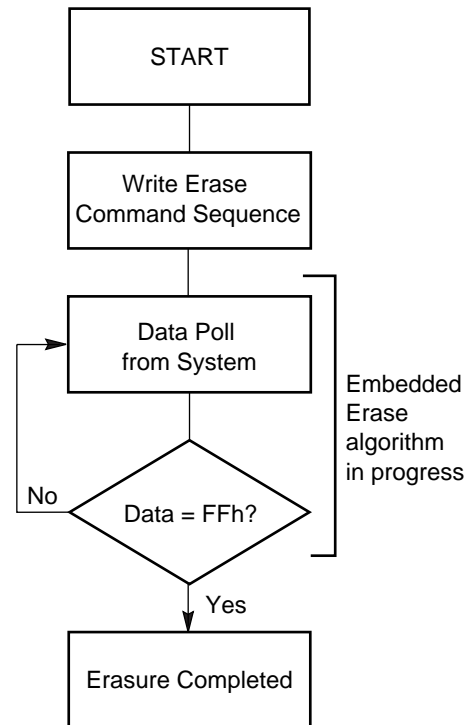 START
Write Erase
Command Sequence
Data Poll
from System
Embedded
Erase
algorithm
in progress
No
Data = FFh?
Yes
Erasure Completed